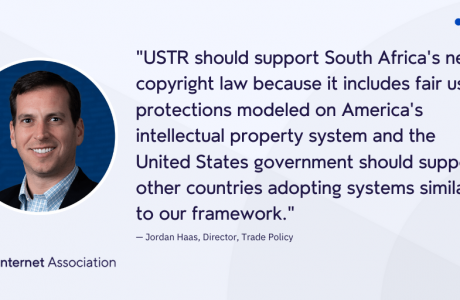 "USTR should support South Africa's ne
copyright law because it includes fair us
protections modeled on America's
intellectual property system and the
United States government should suppo
other countries adopting systems simila
to our framework."
— Jordan Haas, Director, Trade Policy
nternet Association